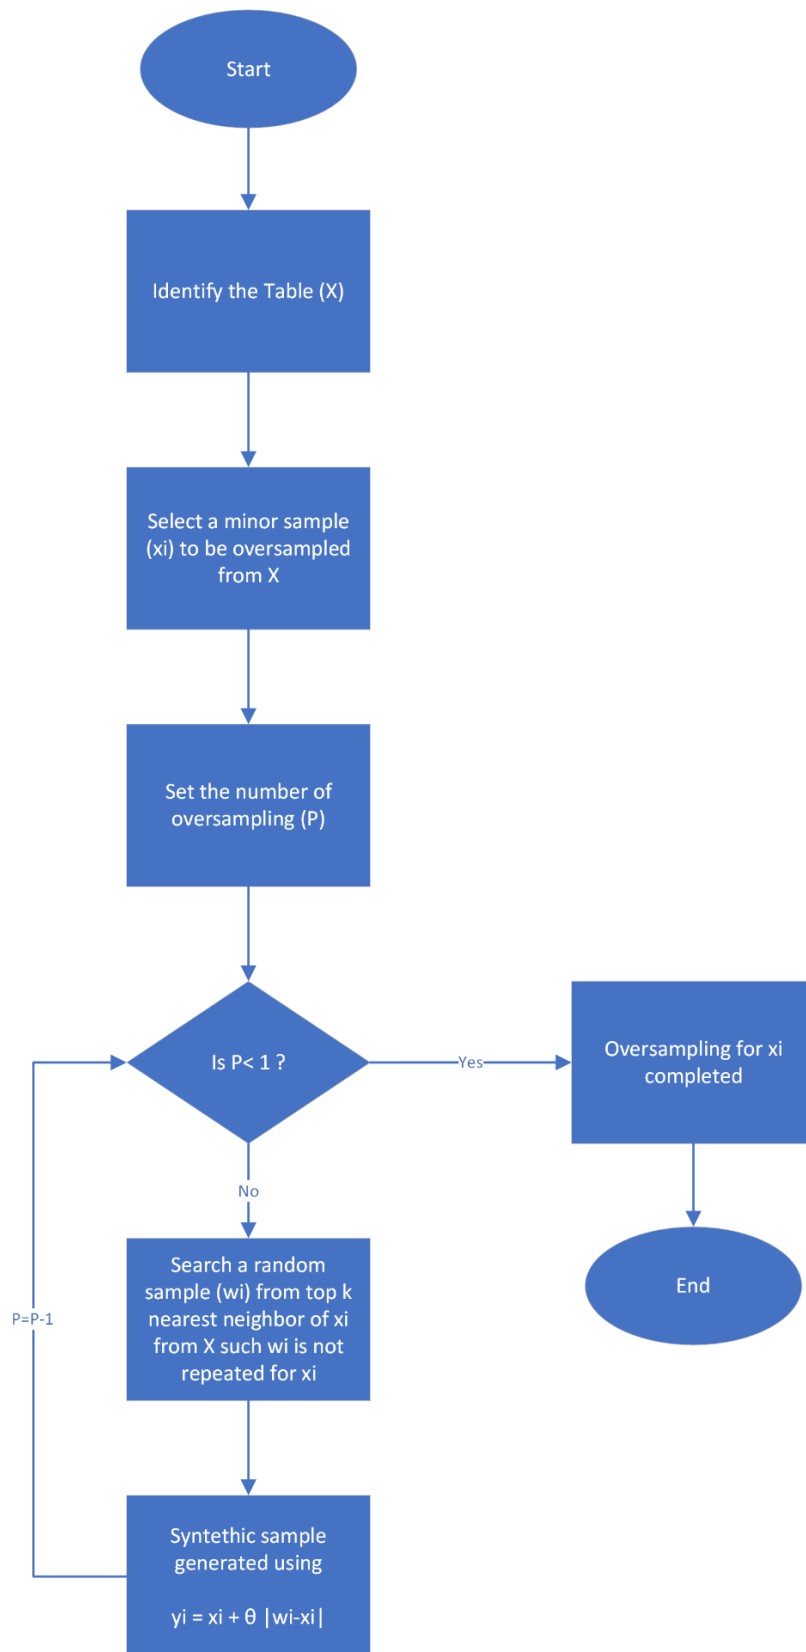 Start
Identify the Table (X)
Select a minor sample
(xi) to be oversampled
from X
Set the number of
oversampling (P)
Is P< 1 ?
Yes
Oversampling for xi
completed
End
No
Search a random
sample (wi) from top k
nearest neighbor of xi
from X such wi is not
repeated for xi
P=P-1
Syntethic sample
generated using
yi = xi + θ |wi-xi|